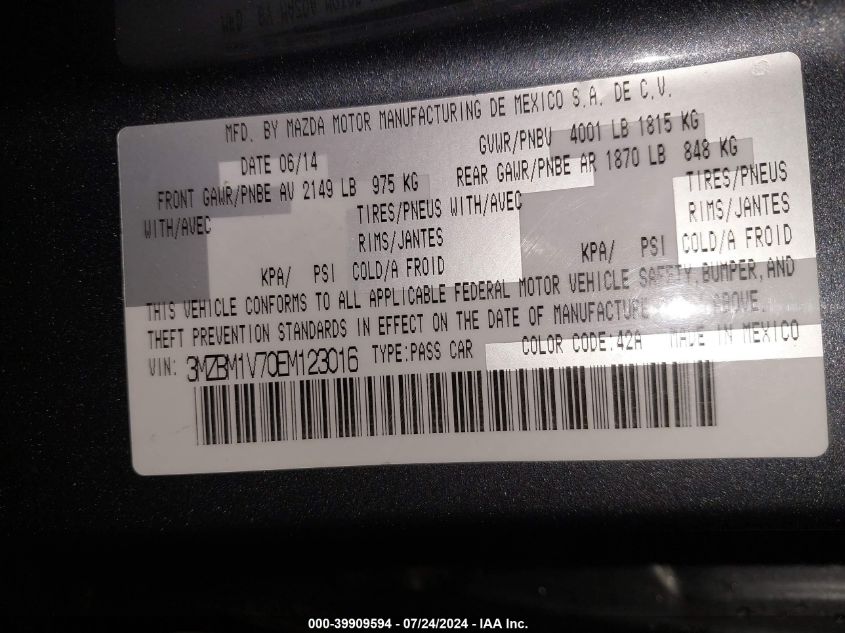 MFD. BY MAZDA MOTOR MANUFACTURING DE MEXICO S.A. DE C.V.
DATE 06/14 GVWR/PNBV 4001 LB 1815 KG
FRONT GAWR/PNBE AV 2149 LB 975 KG REAR GAWR/PNBE AR 1870 LB 848 KG
WITH/AVEC TIRES/PNEUS WITH/AVEC TIRES/PNEUS
RIMS/JANTES RIMS/JANTES
KPA/ PSI COLD/A FROID KPA/ PSI COLD/A FROID
THIS VEHICLE CONFORMS TO ALL APPLICABLE FEDERAL MOTOR VEHICLE SAFETY, BUMPER, AND
THEFT PREVENTION STANDARDS IN EFFECT ON THE DATE OF MANUFACTURE ABOVE.
VIN: 3MZBM1V70EM123016 TYPE:PASS CAR COLOR CODE:42A MADE IN MEXICO
000-39909594 - 07/24/2024 - IAA Inc.